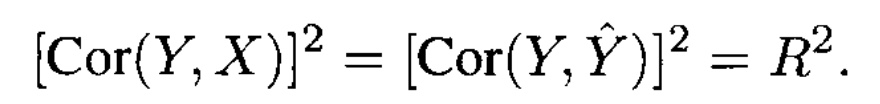 [Cor(Y, X)]² = [Cor(Y, Ŷ)]² = R².